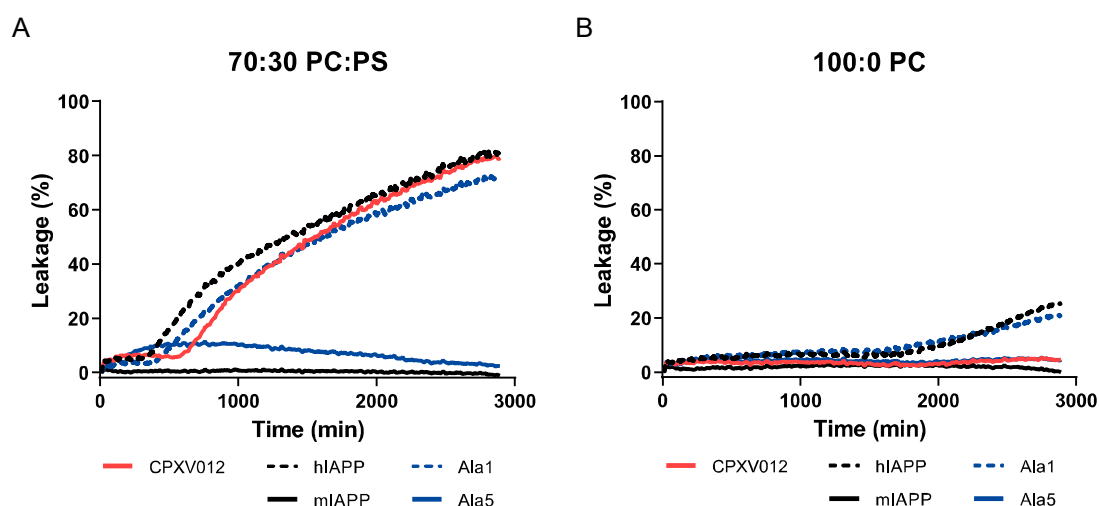 A
70:30 PC:PS
100
80
60
40
20
0
Leakage (%)
0 1000 2000 3000
Time (min)
CPXV012 hIAPP Ala1
mIAPP Ala5
B
100:0 PC
100
80
60
40
20
0
Leakage (%)
0 1000 2000 3000
Time (min)
CPXV012 hIAPP Ala1
mIAPP Ala5